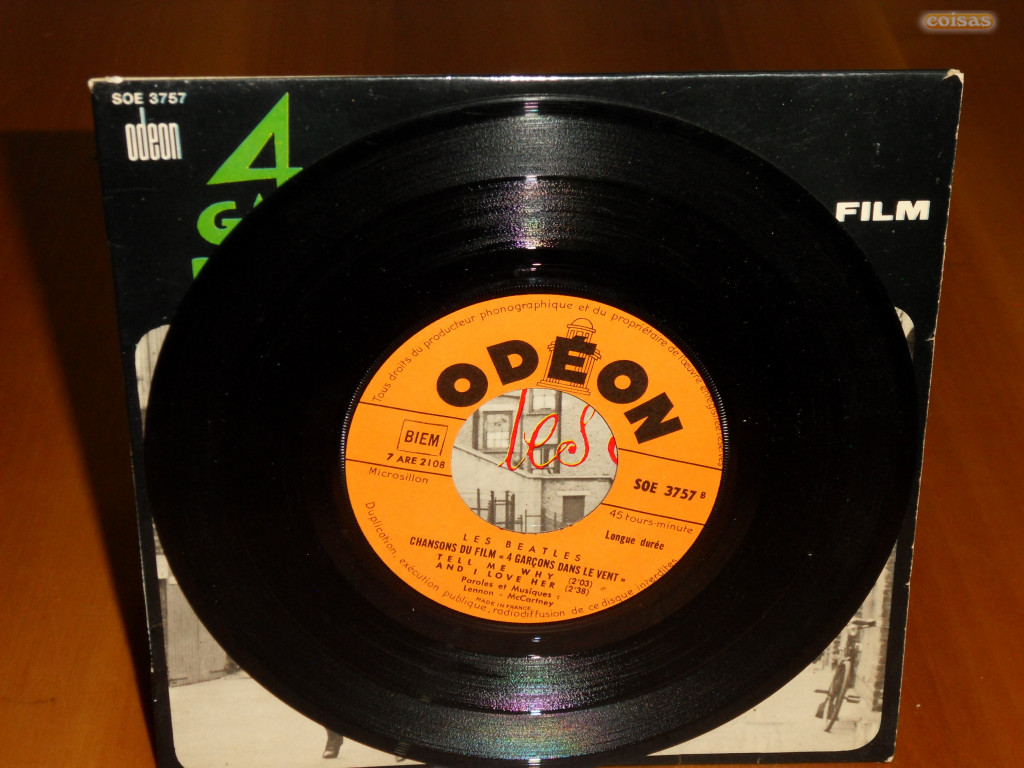 coisas
SOE 3757
odeon
4
FILM
Tous droits du producteur phonographique et du propriétaire de l'œuvre
ODÉON
les
BIEM
7 ARE 2108
SOE 3757 B
Microsillon
45 tours-minute
Longue durée
LES BEATLES
CHANSONS DU FILM « 4 GARÇONS DANS LE VENT »
TELL ME WHY (2'03)
AND I LOVE HER (2'38)
Paroles et Musiques :
Lennon - McCartney
MADE IN FRANCE
Duplication, exécution publique, radiodiffusion de ce disque interdites